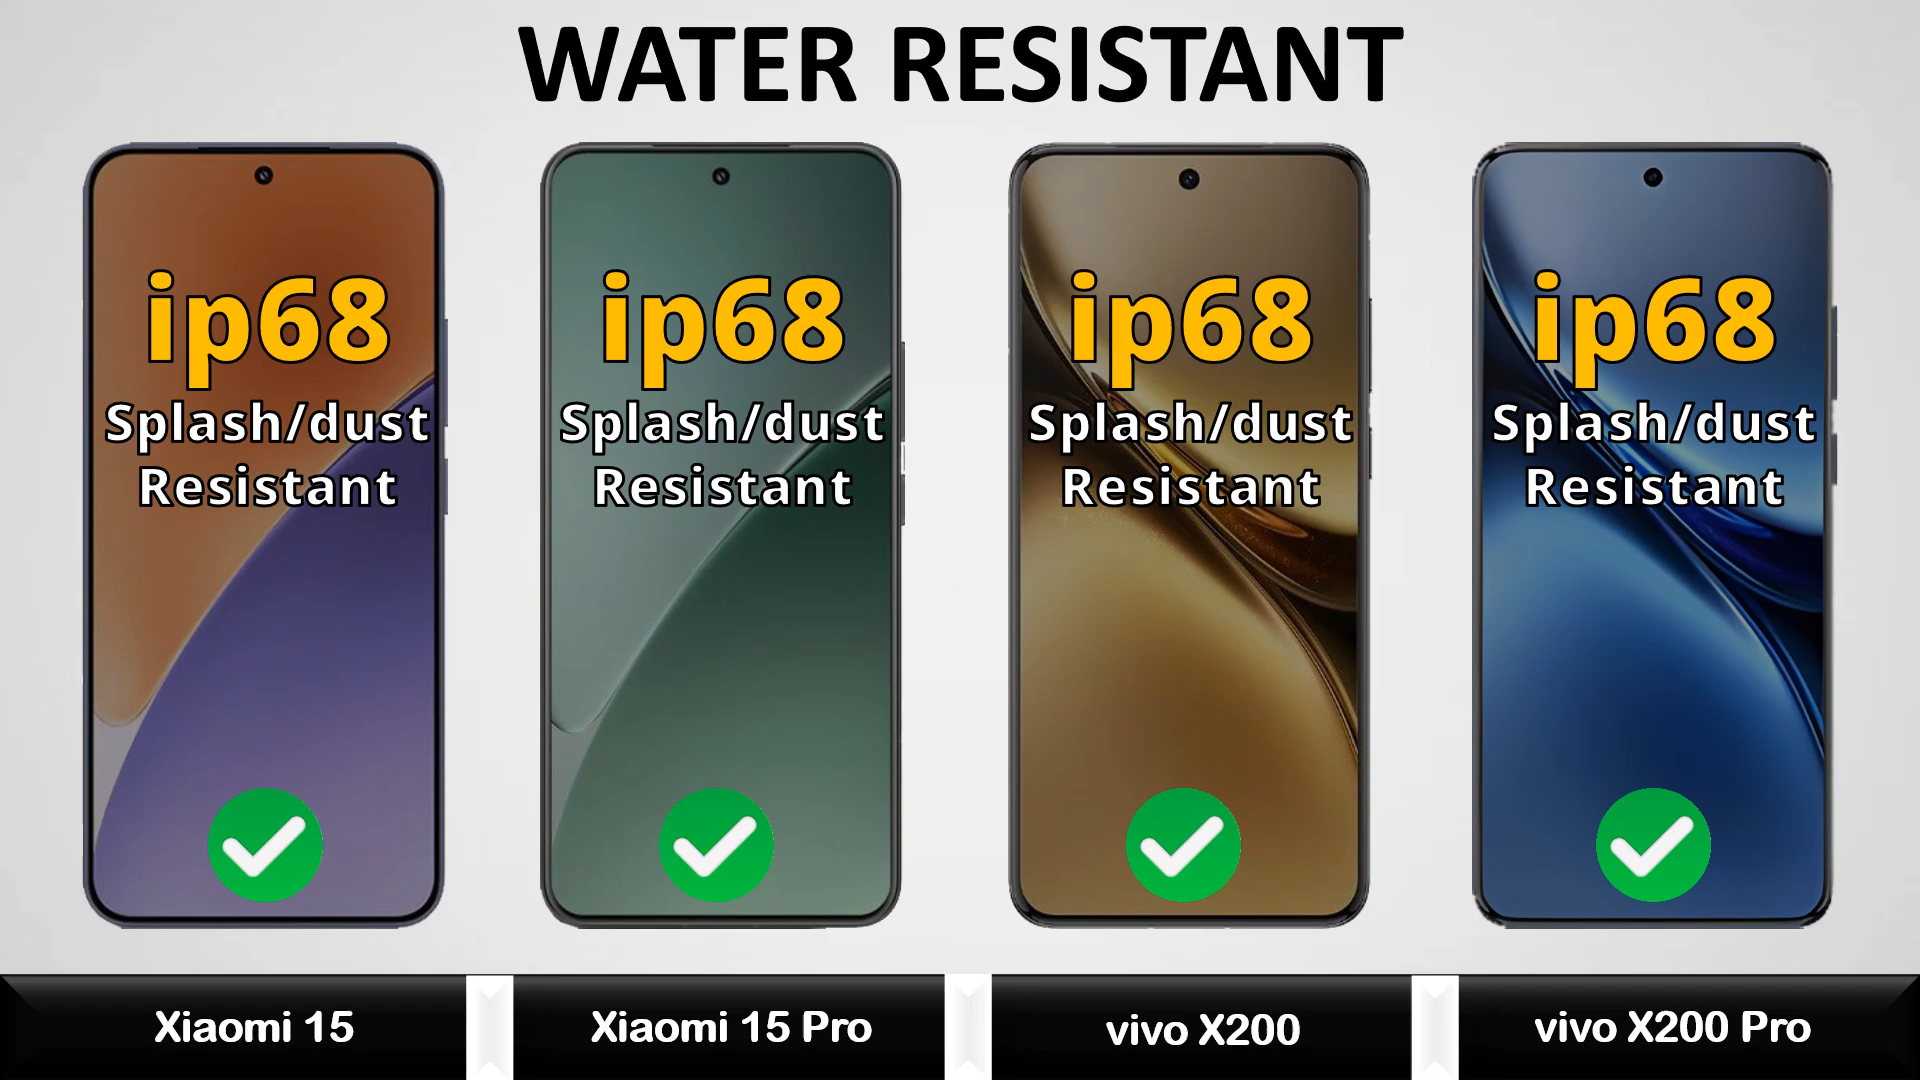 WATER RESISTANT
ip68
Splash/dust
Resistant
ip68
Splash/dust
Resistant
ip68
Splash/dust
Resistant
ip68
Splash/dust
Resistant
Xiaomi 15
Xiaomi 15 Pro
vivo X200
vivo X200 Pro